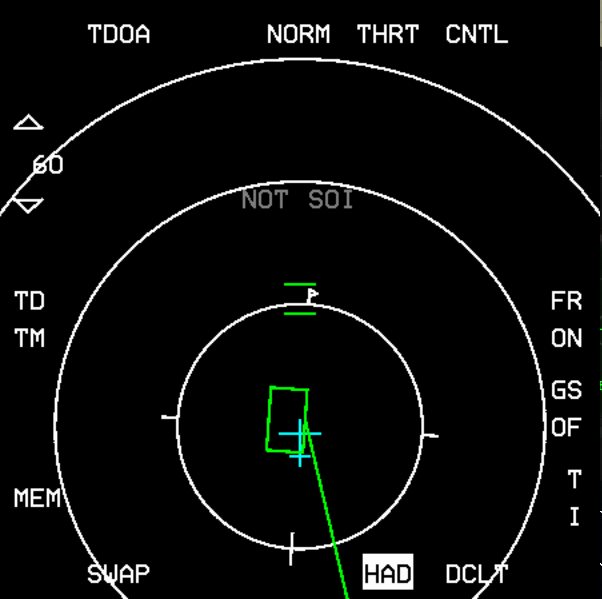 TDOA NORM THRT CNTL
60
NOT SOI
TD
TM
FR
ON
GS
OF
T
I
MEM
SWAP HAD DCLT